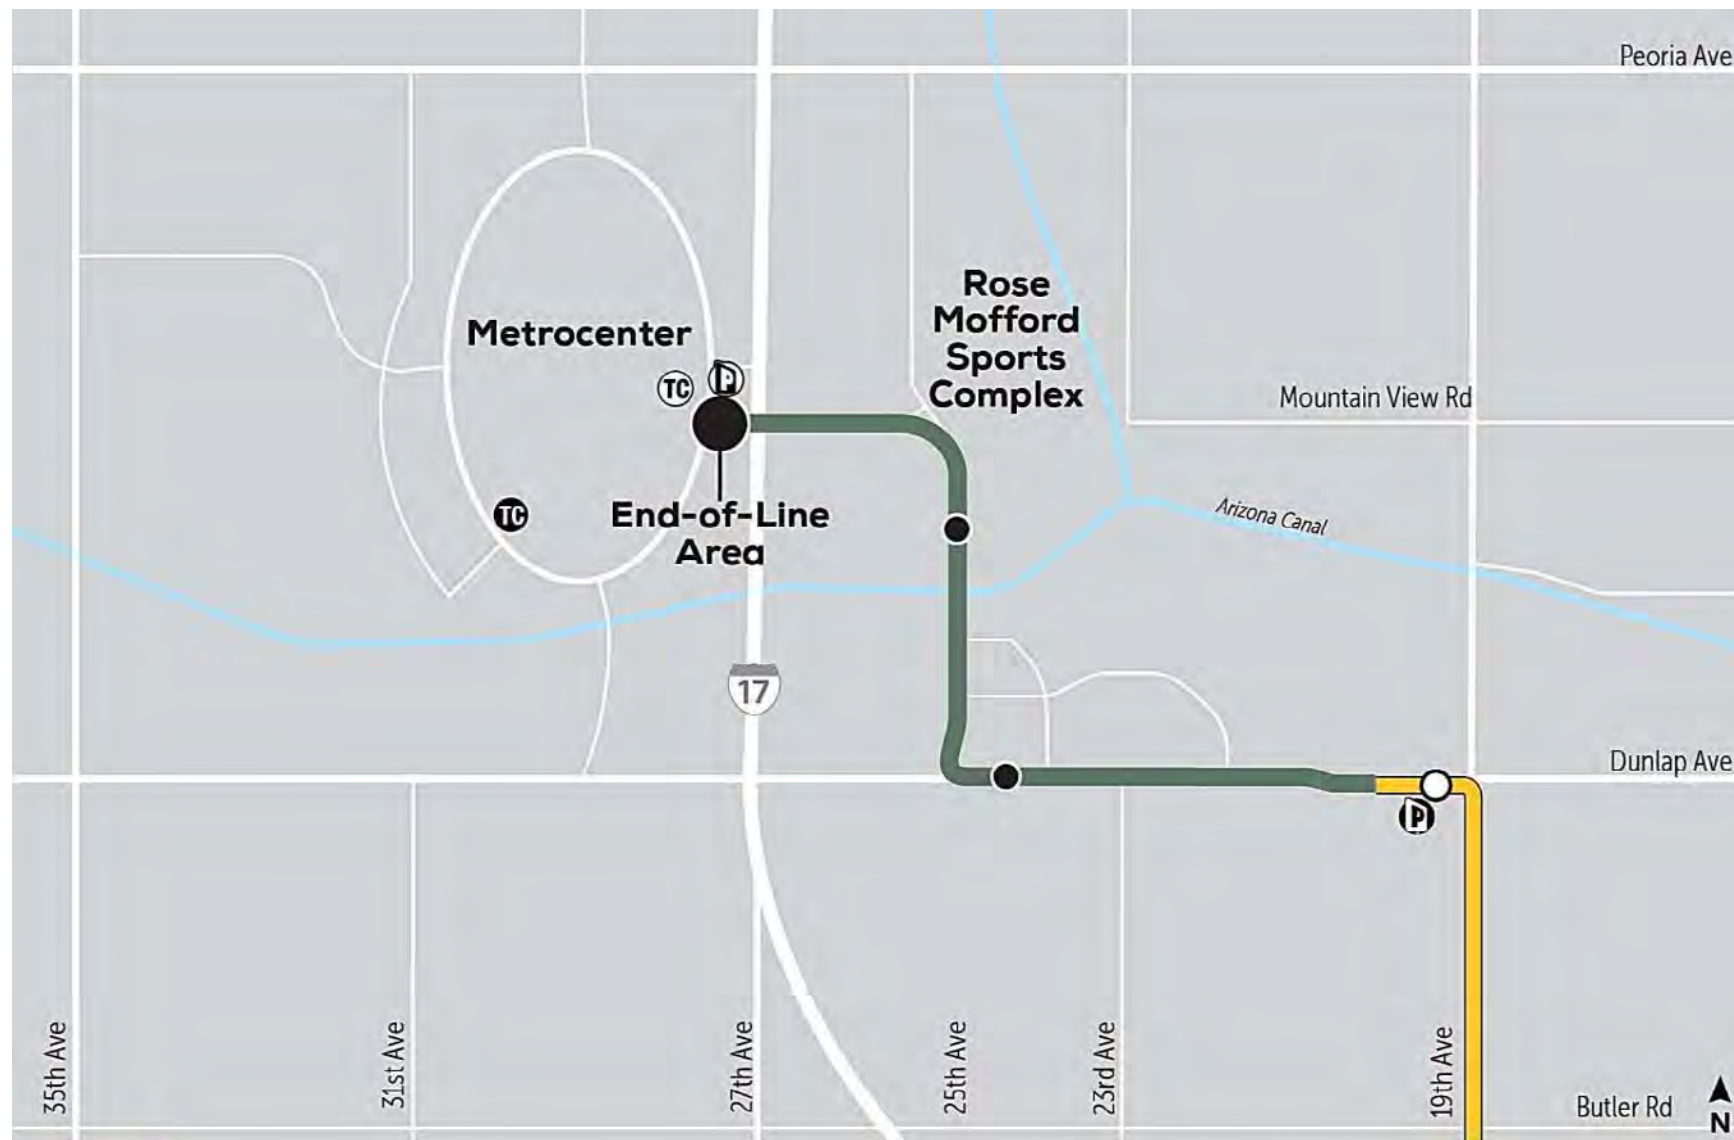 Peoria Ave
Rose
Mofford
Sports
Complex
Metrocenter
TC
P
Mountain View Rd
TC
End-of-Line
Area
Arizona Canal
17
Dunlap Ave
P
35th Ave
31st Ave
27th Ave
25th Ave
23rd Ave
19th Ave
Butler Rd
N